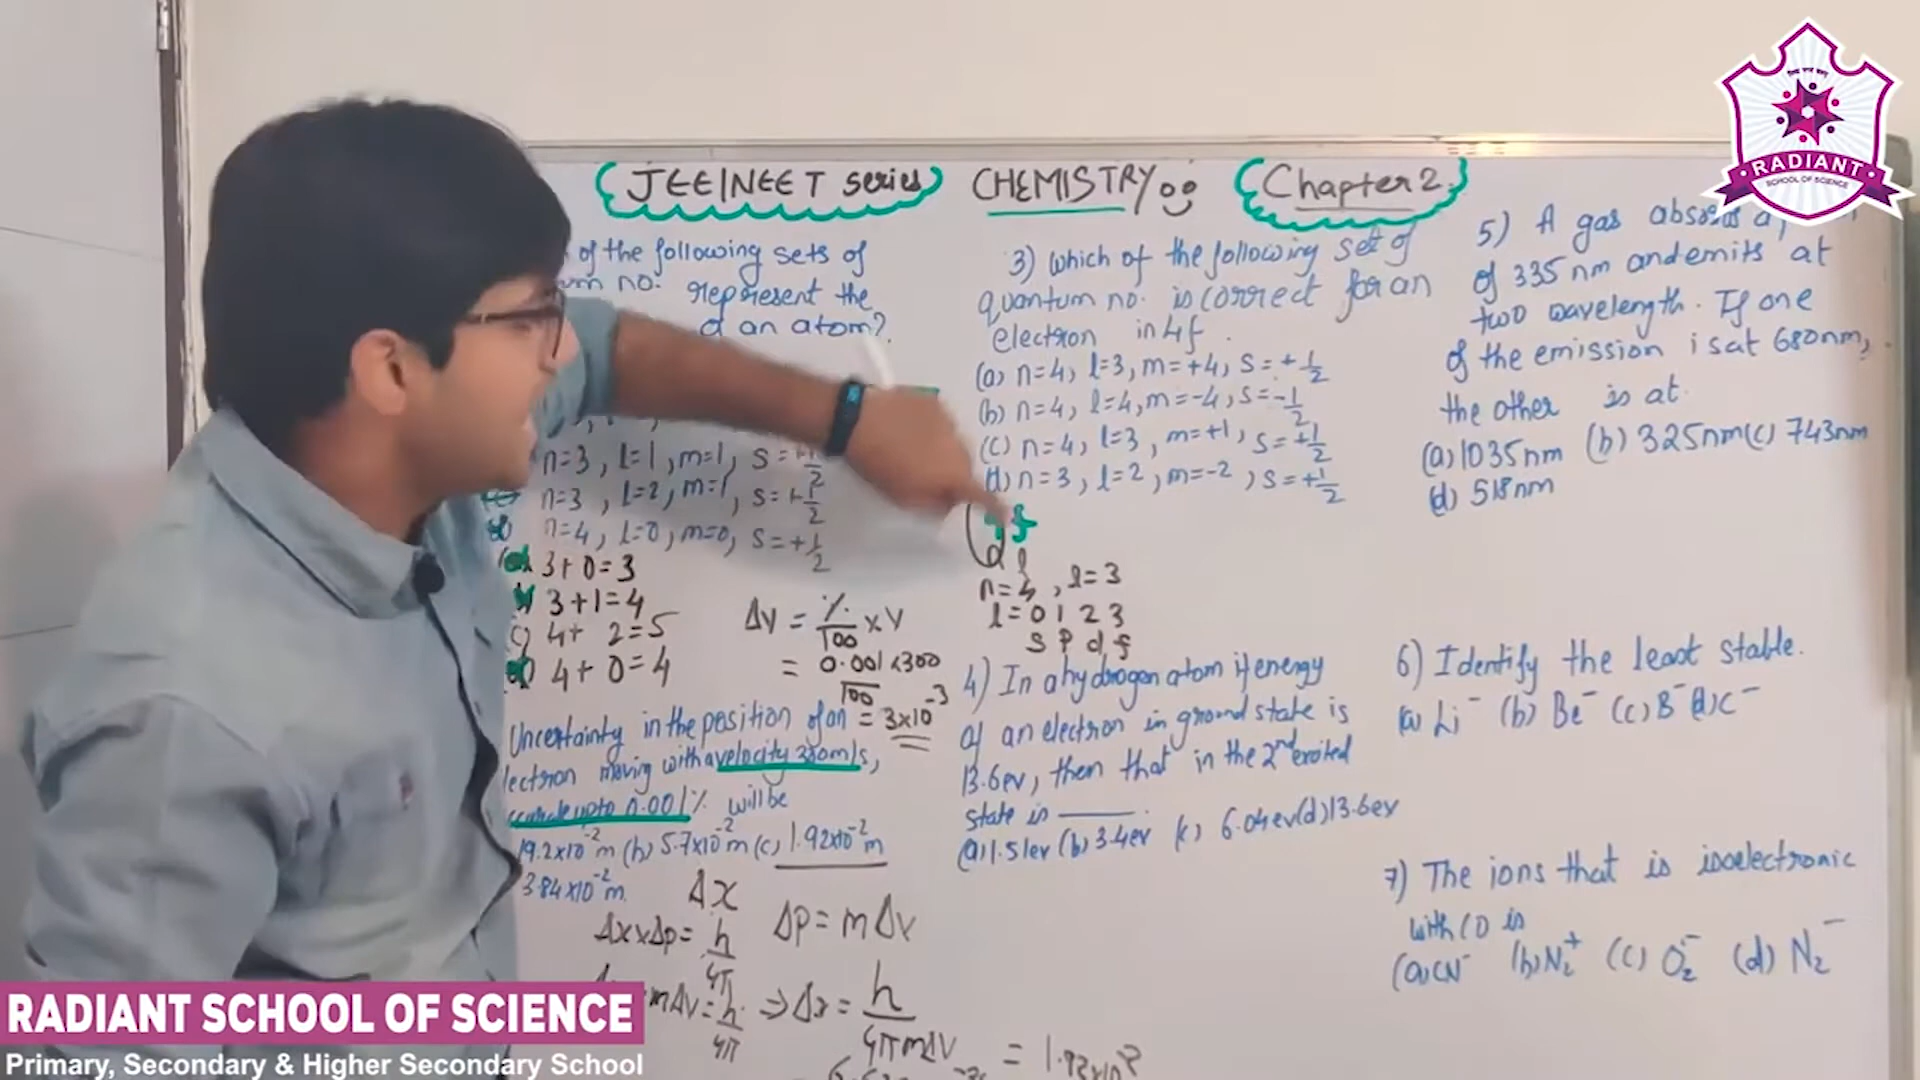 JEE|NEET series
CHEMISTRY
Chapter 2
of the following sets of
um no. represent the
an atom?
n=3, l=1, m=1, s=+1/2
n=3, l=2, m=1, s=+1/2
n=4, l=0, m=0, s=+1/2
3+0=3
3+1=4
(c) 4+ 2=5
4+0=4
ΔV = %/100 × V
= 0.001×300/100
= 3×10^-3
Uncertainty in the position of an
lectron moving with a velocity 300m/s,
upto 0.001% will be
19.2×10^-2 m (b) 5.7×10^-2 m (c) 1.92×10^-2 m
3.84×10^-2 m.
Δx
Δx×Δp = h/4π
Δp = mΔv
mΔv = h/4π ⇒ Δx = h/4πmΔv
= 1.92×10^-2
3) Which of the following set of
quantum no. is correct for an
electron in 4f.
(a) n=4, l=3, m=+4, s=+1/2
(b) n=4, l=4, m=-4, s=-1/2
(c) n=4, l=3, m=+1, s=+1/2
(d) n=3, l=2, m=-2, s=+1/2
f
n=4, l=3
l=0 1 2 3
s p d f
4) In a hydrogen atom if energy
of an electron in ground state is
13.6ev, then that in the 2nd excited
state is ______.
(a) 1.51ev (b) 3.4ev (c) 6.04ev (d) 13.6ev
5) A gas absorbs a
of 335 nm and emits at
two wavelength. If one
of the emission is at 680nm,
the other is at.
(a) 1035nm (b) 325nm (c) 743nm
(d) 518nm
6) Identify the least stable.
(a) Li⁻ (b) Be⁻ (c) B⁻ (d) C⁻
7) The ions that is isoelectronic
with CO is
(a) CN⁻ (b) N₂⁺ (c) O₂⁻ (d) N₂⁻
RADIANT
SCHOOL OF SCIENCE
RADIANT SCHOOL OF SCIENCE
Primary, Secondary & Higher Secondary School